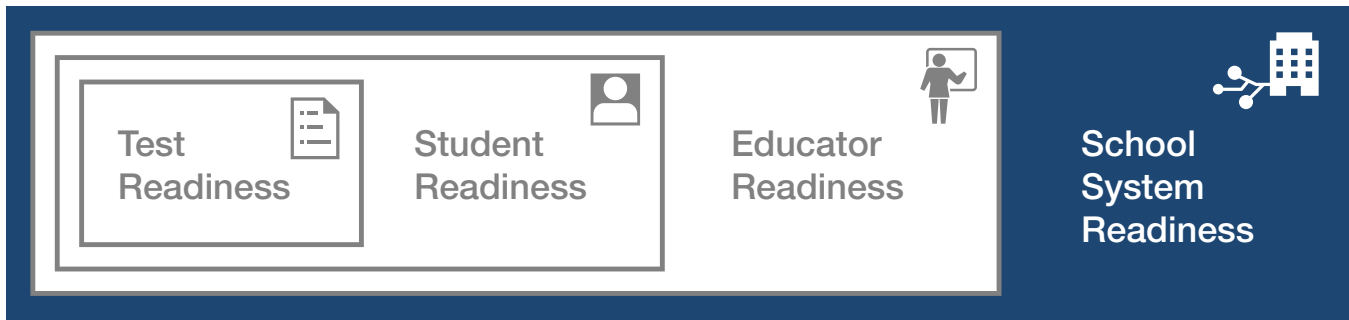 Test
Readiness
Student
Readiness
Educator
Readiness
School
System
Readiness